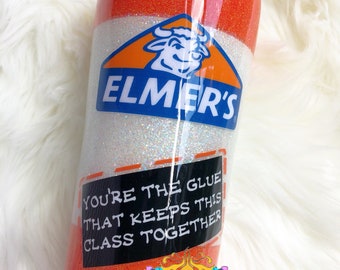 ELMER'S
YOU'RE THE GLUE
THAT KEEPS THIS
CLASS TOGETHER